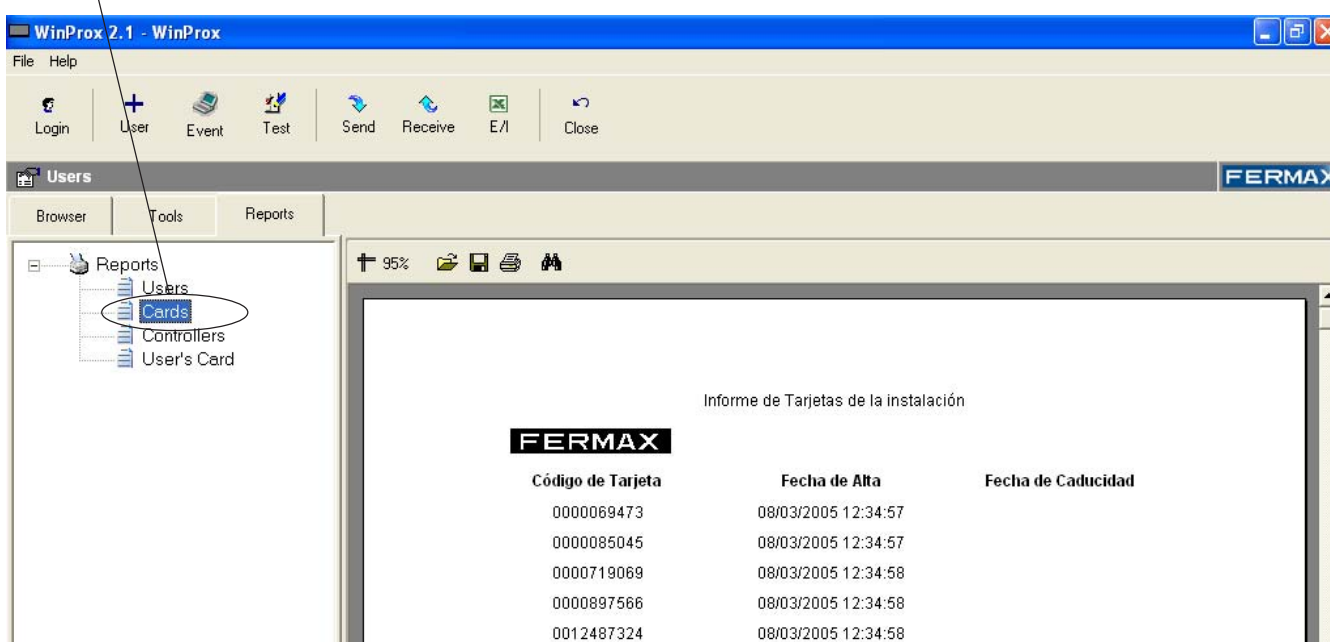 WinProx 2.1 - WinProx
File Help
Login User Event Test Send Receive E/I Close
Users FERMAX
Browser Tools Reports
Reports
Users
Cards
Controllers
User's Card
95%
Informe de Tarjetas de la instalación
FERMAX
Código de Tarjeta Fecha de Alta Fecha de Caducidad
0000069473 08/03/2005 12:34:57
0000085045 08/03/2005 12:34:57
0000719069 08/03/2005 12:34:58
0000897566 08/03/2005 12:34:58
0012487324 08/03/2005 12:34:58